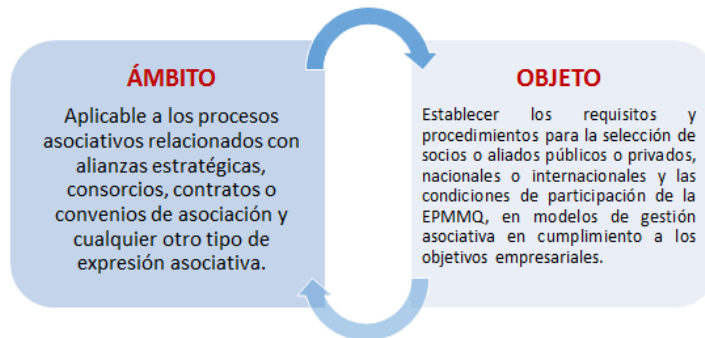 ÁMBITO
Aplicable a los procesos
asociativos relacionados con
alianzas estratégicas,
consorcios, contratos o
convenios de asociación y
cualquier otro tipo de
expresión asociativa.
OBJETO
Establecer los requisitos y
procedimientos para la selección de
socios o aliados públicos o privados,
nacionales o internacionales y las
condiciones de participación de la
EPMMQ, en modelos de gestión
asociativa en cumplimiento a los
objetivos empresariales.